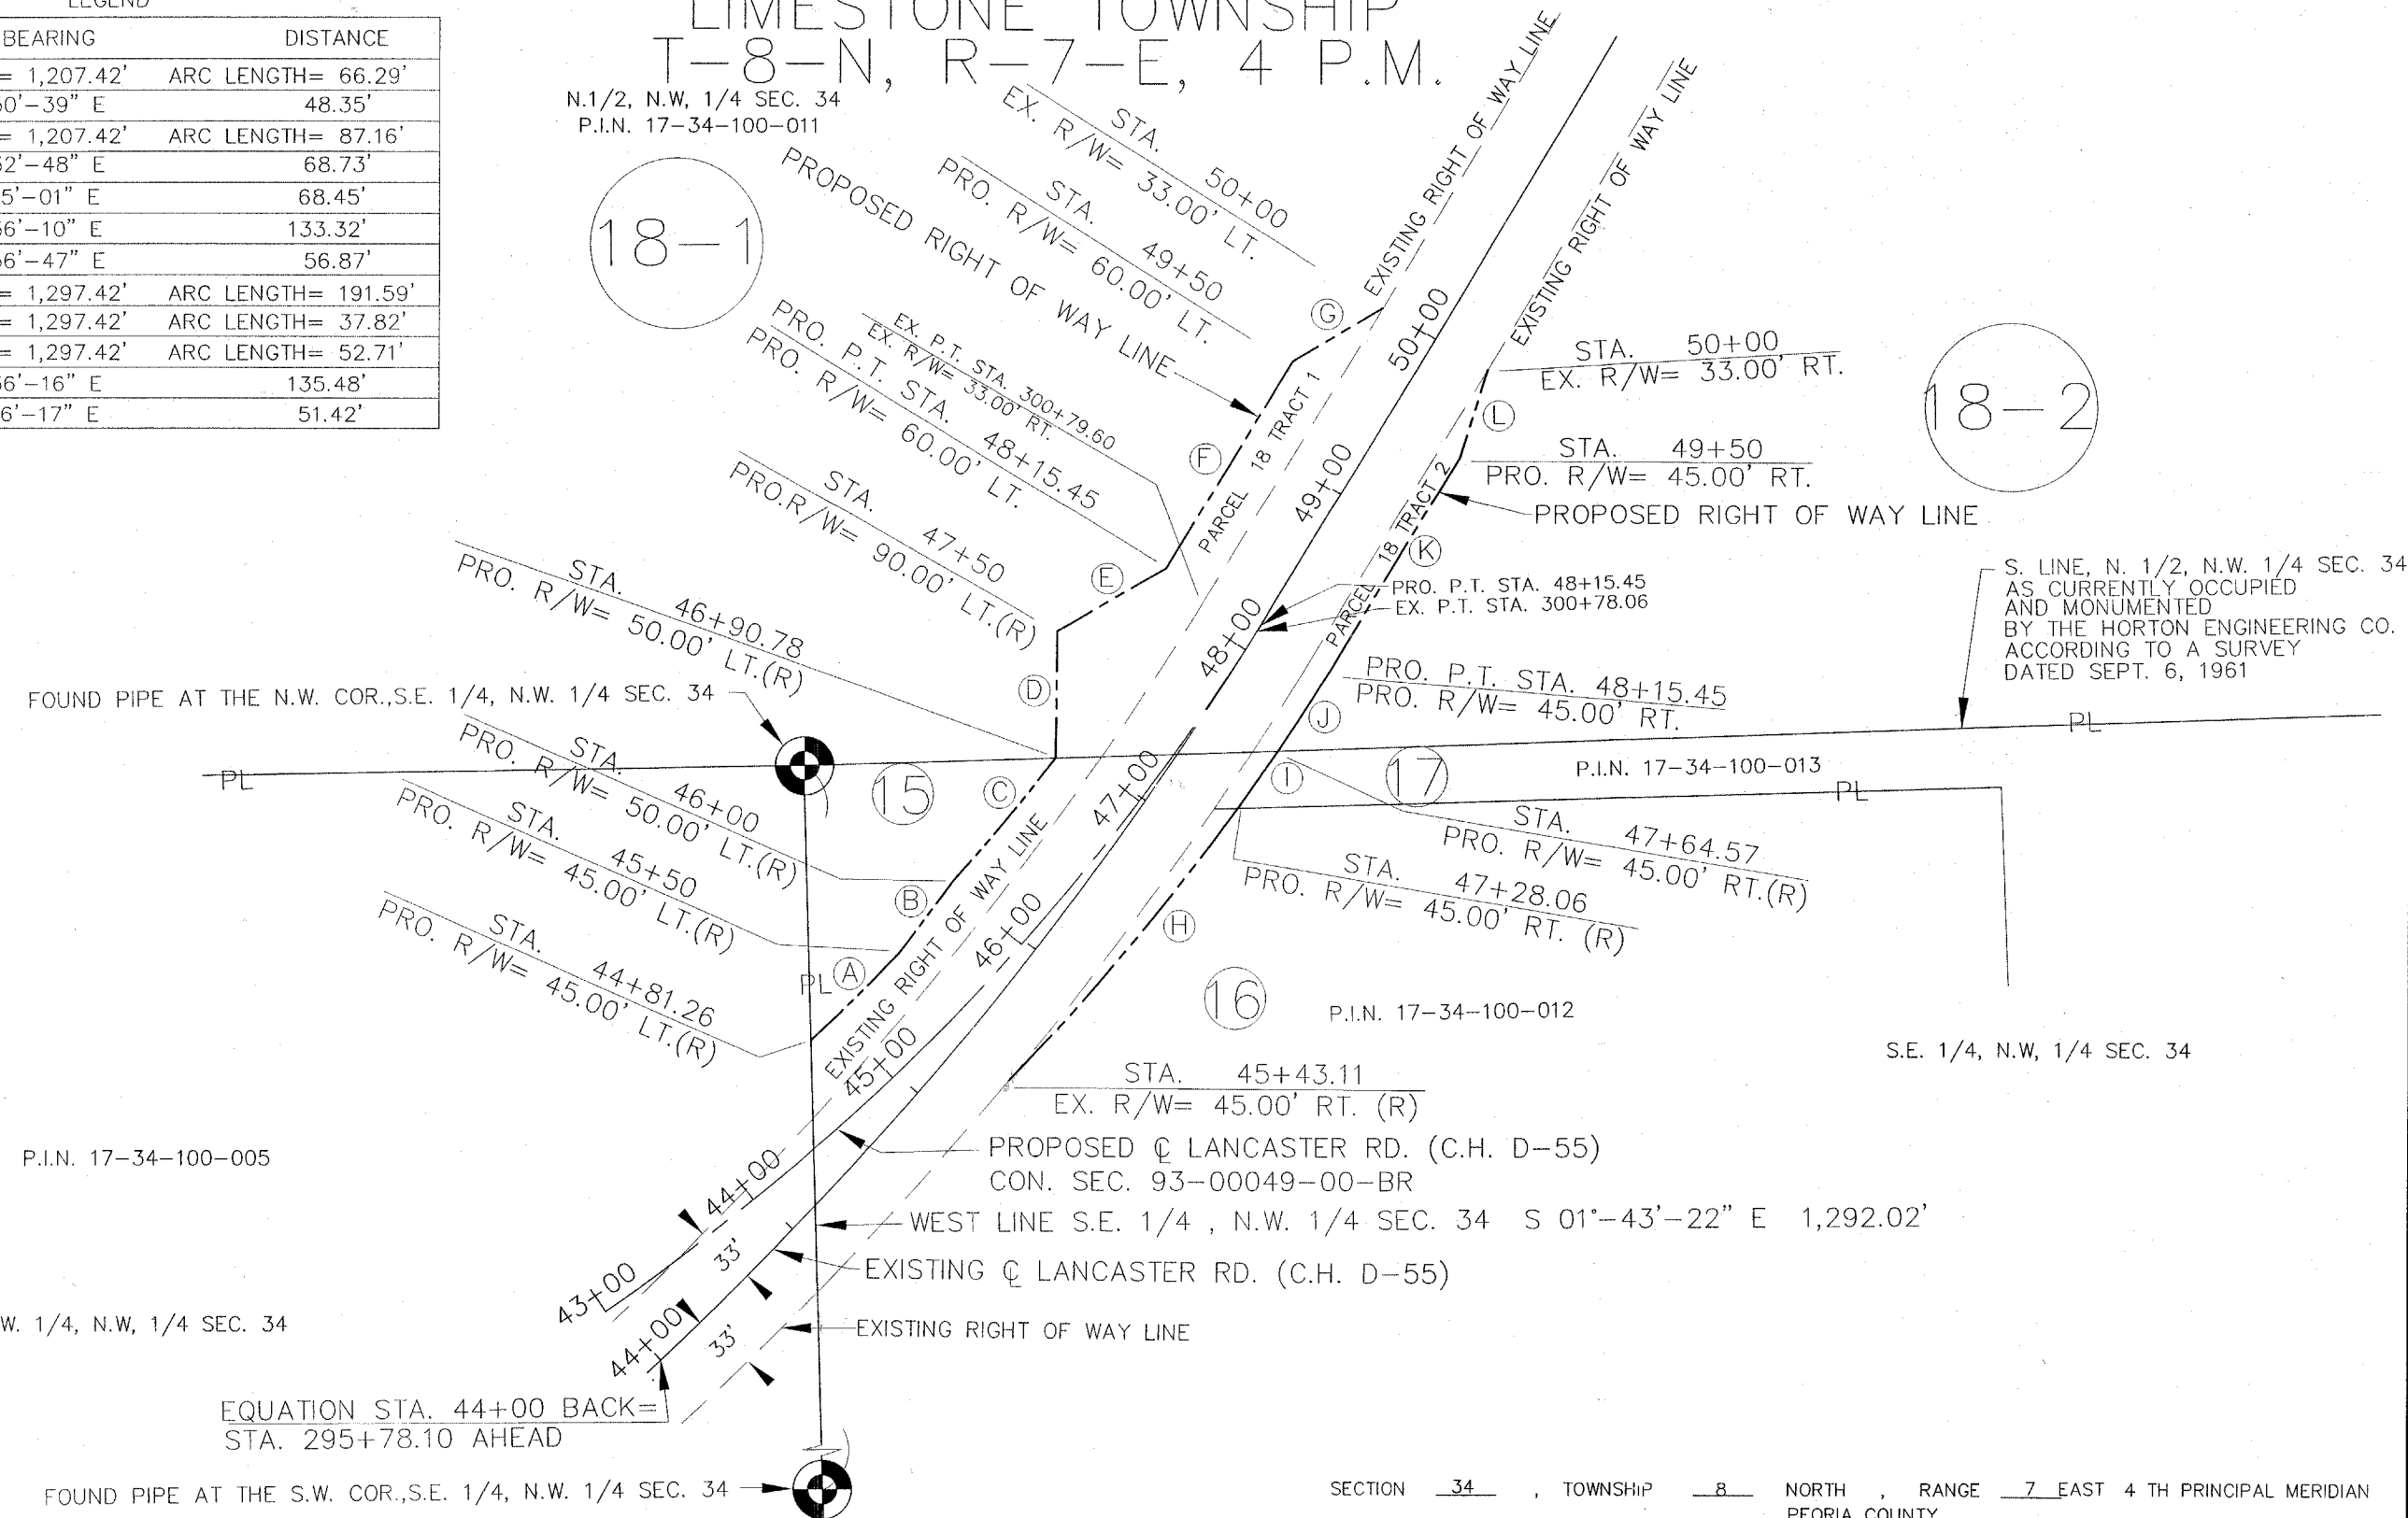 LEGEND
BEARING DISTANCE
= 1,207.42' ARC LENGTH= 66.29'
0'-39" E 48.35'
= 1,207.42' ARC LENGTH= 87.16'
2'-48" E 68.73'
5'-01" E 68.45'
6'-10" E 133.32'
6'-47" E 56.87'
= 1,297.42' ARC LENGTH= 191.59'
= 1,297.42' ARC LENGTH= 37.82'
= 1,297.42' ARC LENGTH= 52.71'
6'-16" E 135.48'
6'-17" E 51.42'
LIMESTONE TOWNSHIP
T-8-N, R-7-E, 4 P.M.
N.1/2, N.W, 1/4 SEC. 34
P.I.N. 17-34-100-011
18-1
STA. 50+00
EX. R/W= 33.00' LT.
STA. 49+50
PRO. R/W= 60.00' LT.
PROPOSED RIGHT OF WAY LINE
EX. P.T. STA. 300+79.60
EX. R/W= 33.00' RT.
PRO. P.T. STA. 48+15.45
PRO. R/W= 60.00' LT.
STA. 47+50
PRO.R/W= 90.00' LT.(R)
STA. 46+90.78
PRO. R/W= 50.00' LT.(R)
FOUND PIPE AT THE N.W. COR.,S.E. 1/4, N.W. 1/4 SEC. 34
STA. 46+00
PRO. R/W= 50.00' LT.(R)
STA. 45+50
PRO. R/W= 45.00' LT.(R)
STA. 44+81.26
PRO. R/W= 45.00' LT.(R)
PL
PL
A
B
C
D
E
F
G
EXISTING RIGHT OF WAY LINE
EXISTING RIGHT OF WAY LINE
EXISTING RIGHT OF WAY LINE
EXISTING RIGHT OF WAY LINE
PARCEL 18 TRACT 1
PARCEL 18 TRACT 2
50+00
49+00
48+00
47+00
46+00
45+00
44+00
43+00
44+00
33'
33'
STA. 50+00
EX. R/W= 33.00' RT.
18-2
L
STA. 49+50
PRO. R/W= 45.00' RT.
PROPOSED RIGHT OF WAY LINE
K
PRO. P.T. STA. 48+15.45
EX. P.T. STA. 300+78.06
S. LINE, N. 1/2, N.W. 1/4 SEC. 34
AS CURRENTLY OCCUPIED
AND MONUMENTED
BY THE HORTON ENGINEERING CO.
ACCORDING TO A SURVEY
DATED SEPT. 6, 1961
PRO. P.T. STA. 48+15.45
PRO. R/W= 45.00' RT.
J
PL
15
I
17
P.I.N. 17-34-100-013
PL
STA. 47+64.57
PRO. R/W= 45.00' RT.(R)
STA. 47+28.06
PRO. R/W= 45.00' RT. (R)
H
16
P.I.N. 17-34-100-012
S.E. 1/4, N.W, 1/4 SEC. 34
STA. 45+43.11
EX. R/W= 45.00' RT. (R)
PROPOSED ℄ LANCASTER RD. (C.H. D-55)
CON. SEC. 93-00049-00-BR
WEST LINE S.E. 1/4 , N.W. 1/4 SEC. 34 S 01°-43'-22" E 1,292.02'
EXISTING ℄ LANCASTER RD. (C.H. D-55)
EXISTING RIGHT OF WAY LINE
P.I.N. 17-34-100-005
W. 1/4, N.W, 1/4 SEC. 34
EQUATION STA. 44+00 BACK=
STA. 295+78.10 AHEAD
FOUND PIPE AT THE S.W. COR.,S.E. 1/4, N.W. 1/4 SEC. 34
SECTION 34 , TOWNSHIP 8 NORTH , RANGE 7 EAST 4 TH PRINCIPAL MERIDIAN
PEORIA COUNTY